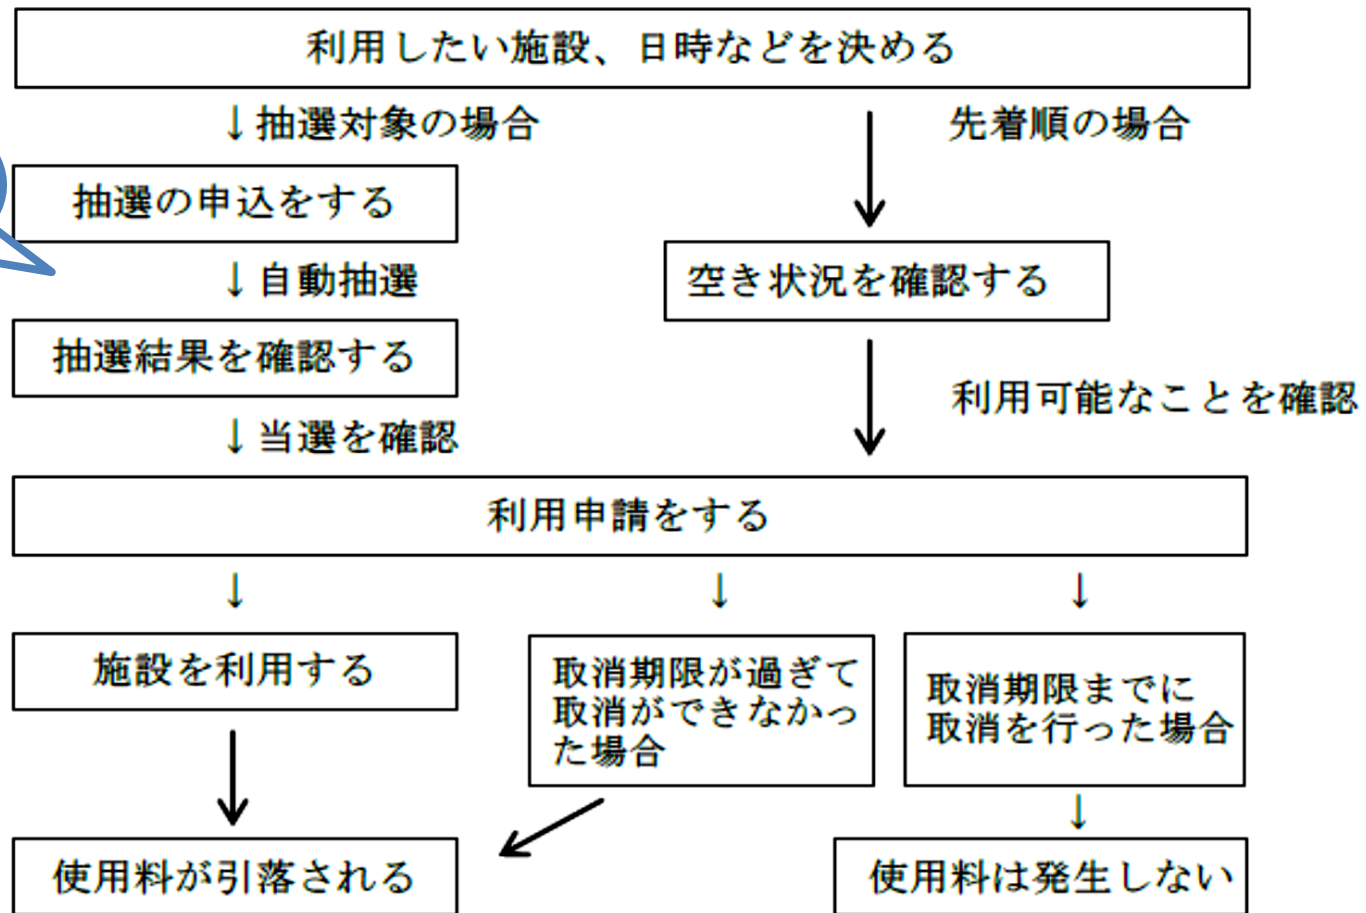 利用したい施設、日時などを決める
↓抽選対象の場合
先着順の場合
抽選の申込をする
↓自動抽選
空き状況を確認する
抽選結果を確認する
利用可能なことを確認
↓当選を確認
利用申請をする
↓ ↓ ↓
施設を利用する
取消期限が過ぎて
取消ができなかっ
た場合
取消期限までに
取消を行った場合
↓
使用料が引落される
使用料は発生しない